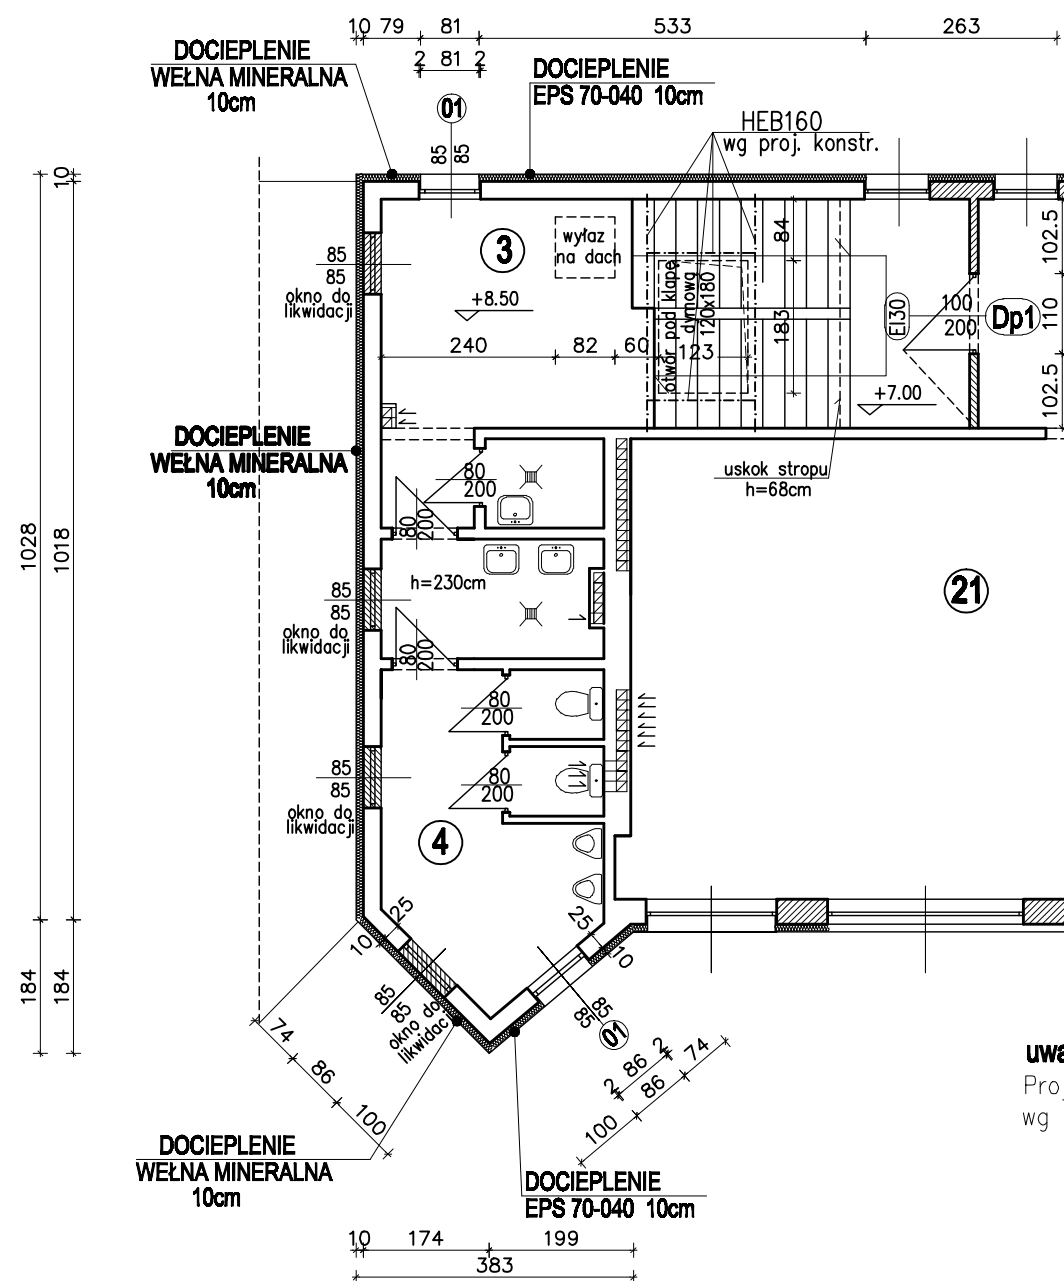 10 79 81 533 263
2 81 2
DOCIEPLENIE
WEŁNA MINERALNA
10cm
DOCIEPLENIE
EPS 70-040 10cm
01
85
85
HEB160
wg proj. konstr.
10
3
wyłaz
na dach
85
85
okno do
likwidacji
+8.50
240 82 60 123
otwór pod klapę
dymową
120x180
84
183
EI30
100
200
Dp1
102.5
110
102.5
+7.00
DOCIEPLENIE
WEŁNA MINERALNA
10cm
uskok stropu
h=68cm
80
200
80
200
1028
1018
h=230cm
85
85
okno do
likwidacji
21
80
200
80
200
80
200
85
85
okno do
likwidacji
4
25
10
25
10
184
184
85
85
okno do
likwidac
85
85
01
74
86
100
2 86 2
100 86 74
uwa
Pro
wg
DOCIEPLENIE
WEŁNA MINERALNA
10cm
DOCIEPLENIE
EPS 70-040 10cm
10 174 199
383